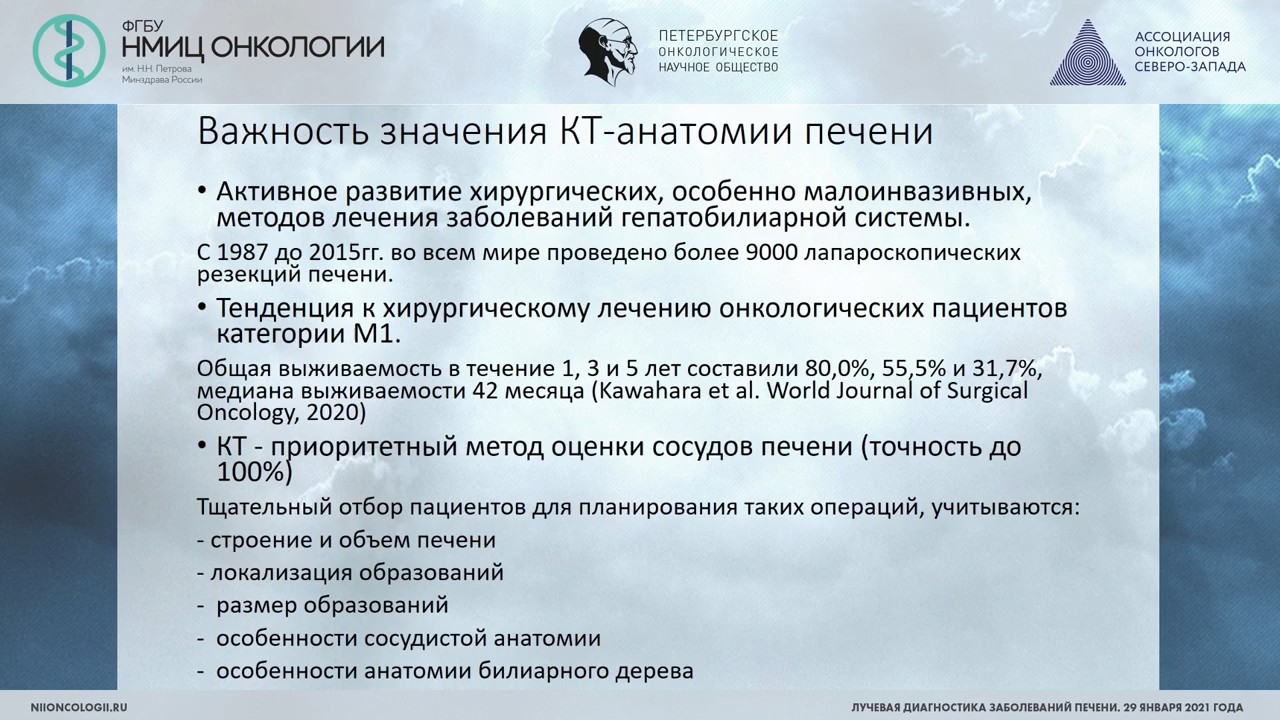 ФГБУ
НМИЦ ОНКОЛОГИИ
им. Н.Н. Петрова
Минздрава России
ПЕТЕРБУРГСКОЕ
ОНКОЛОГИЧЕСКОЕ
НАУЧНОЕ ОБЩЕСТВО
АССОЦИАЦИЯ
ОНКОЛОГОВ
СЕВЕРО-ЗАПАДА
Важность значения КТ-анатомии печени
• Активное развитие хирургических, особенно малоинвазивных,
методов лечения заболеваний гепатобилиарной системы.
С 1987 до 2015гг. во всем мире проведено более 9000 лапароскопических
резекций печени.
• Тенденция к хирургическому лечению онкологических пациентов
категории М1.
Общая выживаемость в течение 1, 3 и 5 лет составили 80,0%, 55,5% и 31,7%,
медиана выживаемости 42 месяца (Kawahara et al. World Journal of Surgical
Oncology, 2020)
• КТ - приоритетный метод оценки сосудов печени (точность до
100%)
Тщательный отбор пациентов для планирования таких операций, учитываются:
- строение и объем печени
- локализация образований
- размер образований
- особенности сосудистой анатомии
- особенности анатомии билиарного дерева
NIIONCOLOGII.RU
ЛУЧЕВАЯ ДИАГНОСТИКА ЗАБОЛЕВАНИЙ ПЕЧЕНИ. 29 ЯНВАРЯ 2021 ГОДА